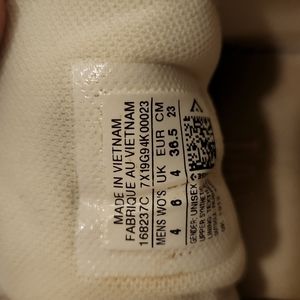 MADE IN VIETNAM
FABRIQUE AU VIETNAM
168237C 7X19G94K00023
MENS WO'S UK EUR CM
4 6 4 36.5 23
GENDER: UNISEX